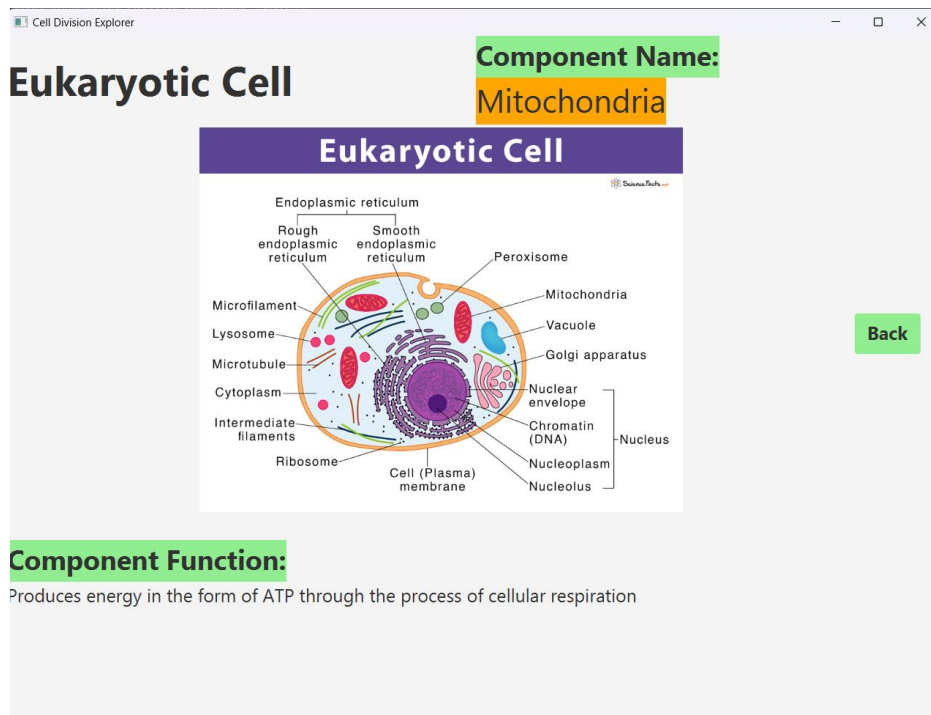 Cell Division Explorer
Eukaryotic Cell
Component Name:
Mitochondria
Eukaryotic Cell
ScienceFacts.net
Endoplasmic reticulum
Rough
endoplasmic
reticulum
Smooth
endoplasmic
reticulum
Peroxisome
Microfilament
Lysosome
Microtubule
Cytoplasm
Intermediate
filaments
Ribosome
Cell (Plasma)
membrane
Mitochondria
Vacuole
Golgi apparatus
Nuclear
envelope
Chromatin
(DNA)
Nucleoplasm
Nucleolus
Nucleus
Back
Component Function:
Produces energy in the form of ATP through the process of cellular respiration